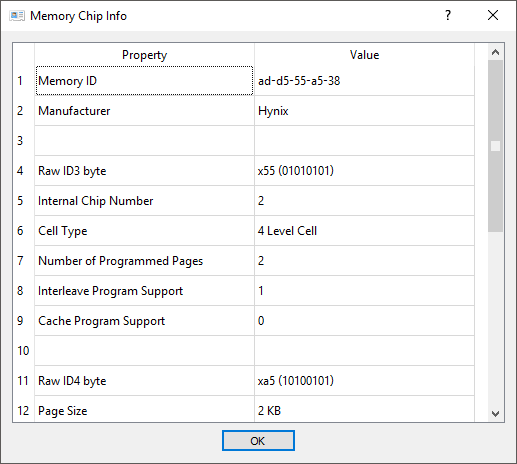 Memory Chip Info
?
Property Value
1 Memory ID ad-d5-55-a5-38
2 Manufacturer Hynix
3
4 Raw ID3 byte x55 (01010101)
5 Internal Chip Number 2
6 Cell Type 4 Level Cell
7 Number of Programmed Pages 2
8 Interleave Program Support 1
9 Cache Program Support 0
10
11 Raw ID4 byte xa5 (10100101)
12 Page Size 2 KB
OK